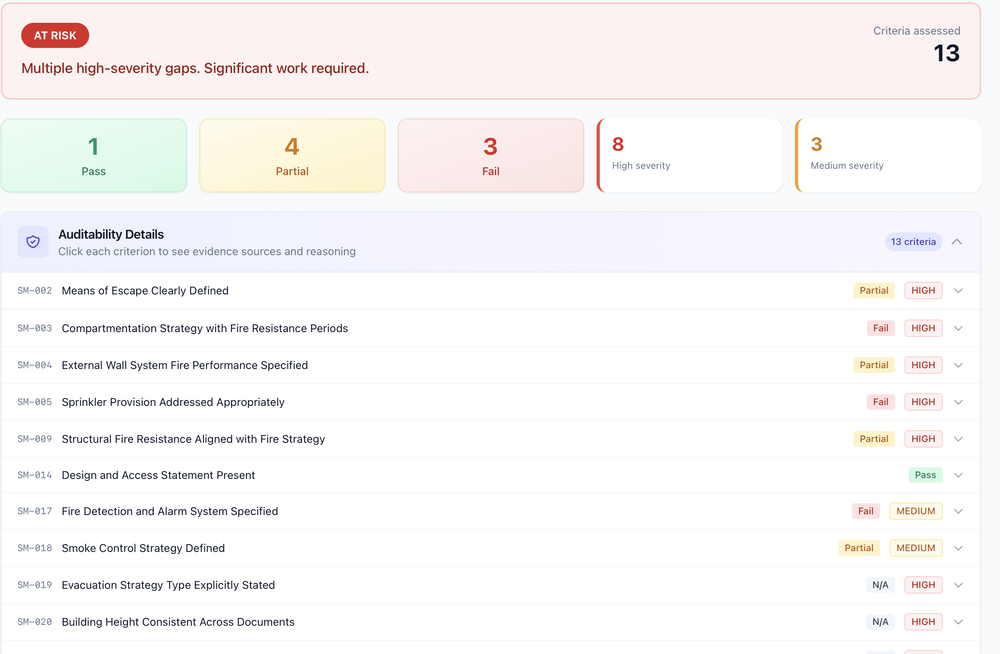 AT RISK
Criteria assessed
13
Multiple high-severity gaps. Significant work required.
1
Pass
4
Partial
3
Fail
8
High severity
3
Medium severity
Auditability Details
Click each criterion to see evidence sources and reasoning
13 criteria
SM-002 Means of Escape Clearly Defined Partial HIGH
SM-003 Compartmentation Strategy with Fire Resistance Periods Fail HIGH
SM-004 External Wall System Fire Performance Specified Partial HIGH
SM-005 Sprinkler Provision Addressed Appropriately Fail HIGH
SM-009 Structural Fire Resistance Aligned with Fire Strategy Partial HIGH
SM-014 Design and Access Statement Present Pass
SM-017 Fire Detection and Alarm System Specified Fail MEDIUM
SM-018 Smoke Control Strategy Defined Partial MEDIUM
SM-019 Evacuation Strategy Type Explicitly Stated N/A HIGH
SM-020 Building Height Consistent Across Documents N/A HIGH